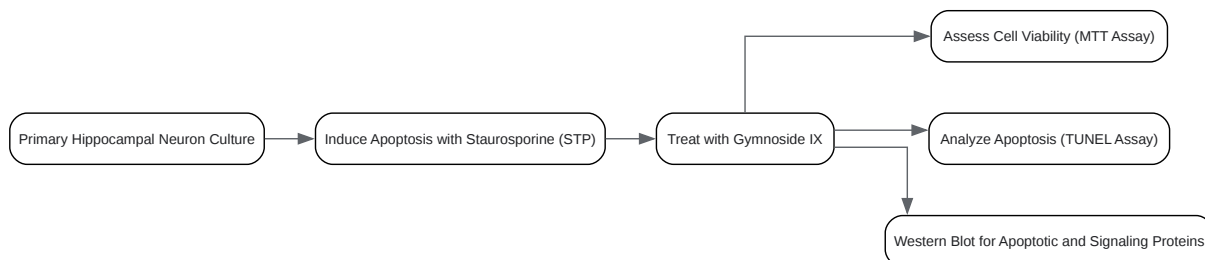 Assess Cell Viability (MTT Assay)
Primary Hippocampal Neuron Culture
Induce Apoptosis with Staurosporine (STP)
Treat with Gymnoside IX
Analyze Apoptosis (TUNEL Assay)
Western Blot for Apoptotic and Signaling Proteins